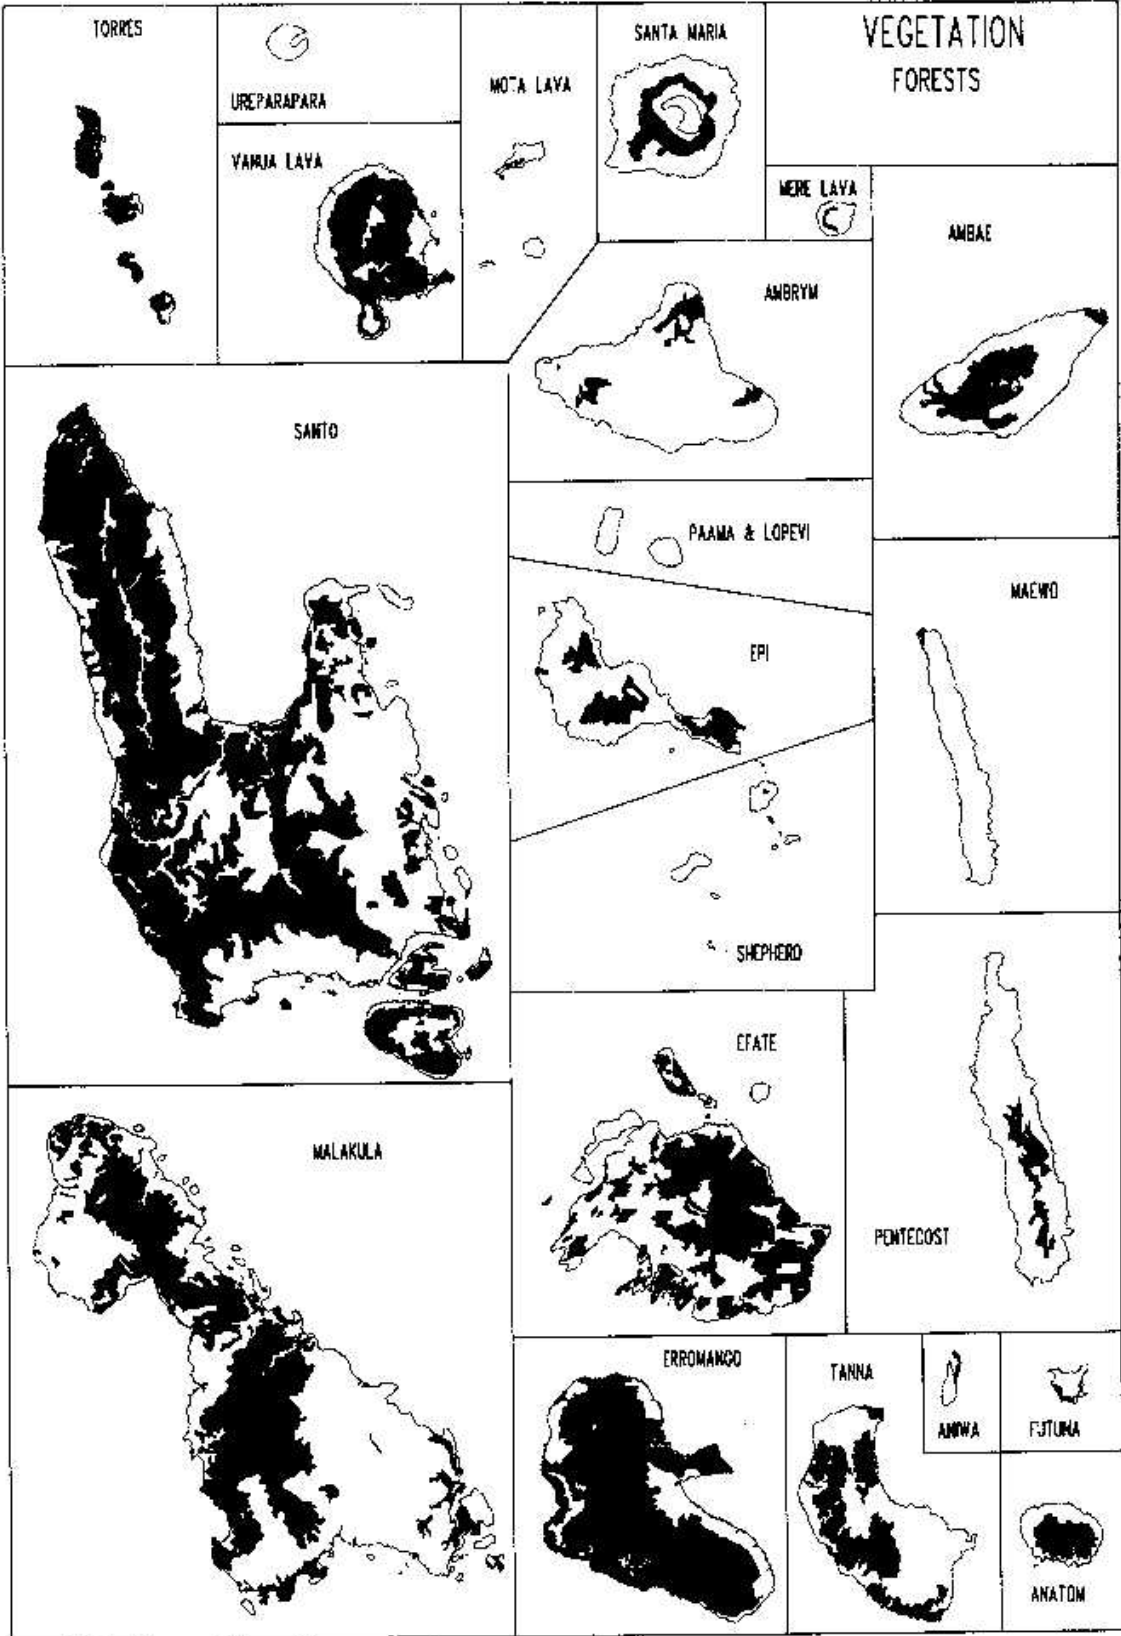 TORRES
UREPARAPARA
MOTA LAVA
SANTA MARIA
VEGETATION
FORESTS
VANUA LAVA
MERE LAVA
AMBAE
AMBRYM
SANTO
PAAMA & LOPEVI
MAEWO
EPI
SHEPHERD
EFATE
MALAKULA
PENTECOST
ERROMANGO
TANNA
ANIWA
FUTUNA
ANATOM